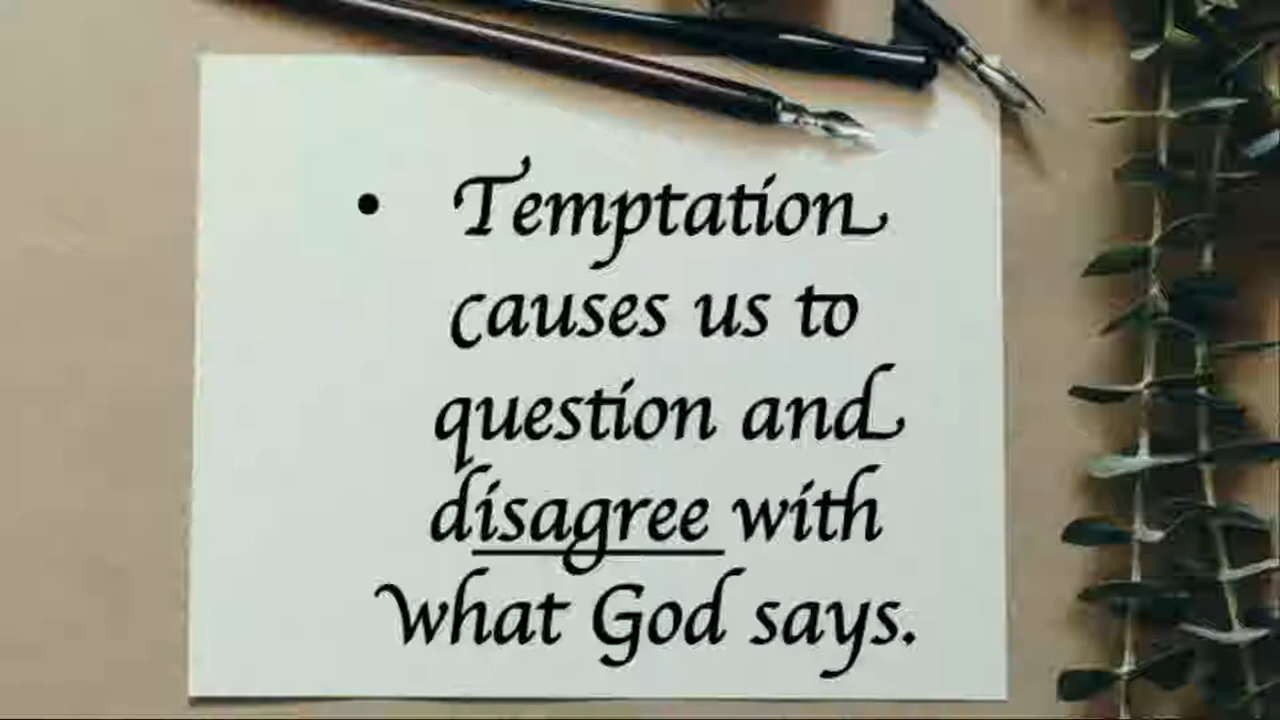 • Temptation
causes us to
question and
disagree with
what God says.